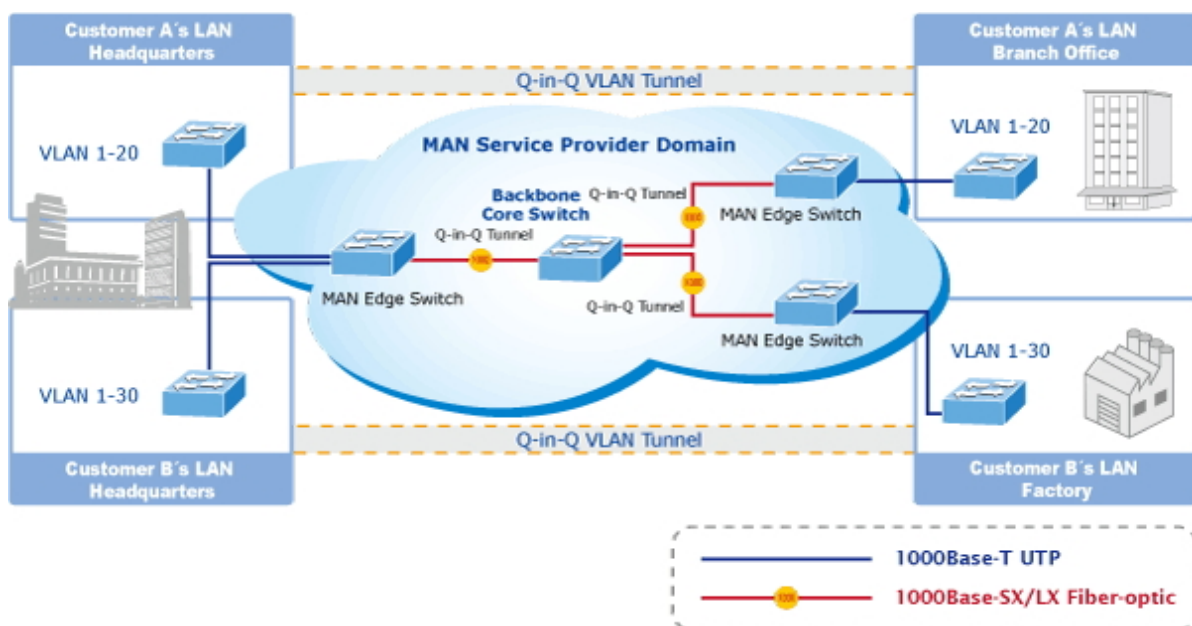 Customer A´s LAN
Headquarters
Customer A´s LAN
Branch Office
Q-in-Q VLAN Tunnel
VLAN 1-20
VLAN 1-20
MAN Service Provider Domain
Q-in-Q Tunnel
Backbone
Core Switch
MAN Edge Switch
Q-in-Q Tunnel
MAN Edge Switch
Q-in-Q Tunnel
MAN Edge Switch
VLAN 1-30
VLAN 1-30
Q-in-Q VLAN Tunnel
Customer B´s LAN
Headquarters
Customer B´s LAN
Factory
1000Base-T UTP
1000Base-SX/LX Fiber-optic